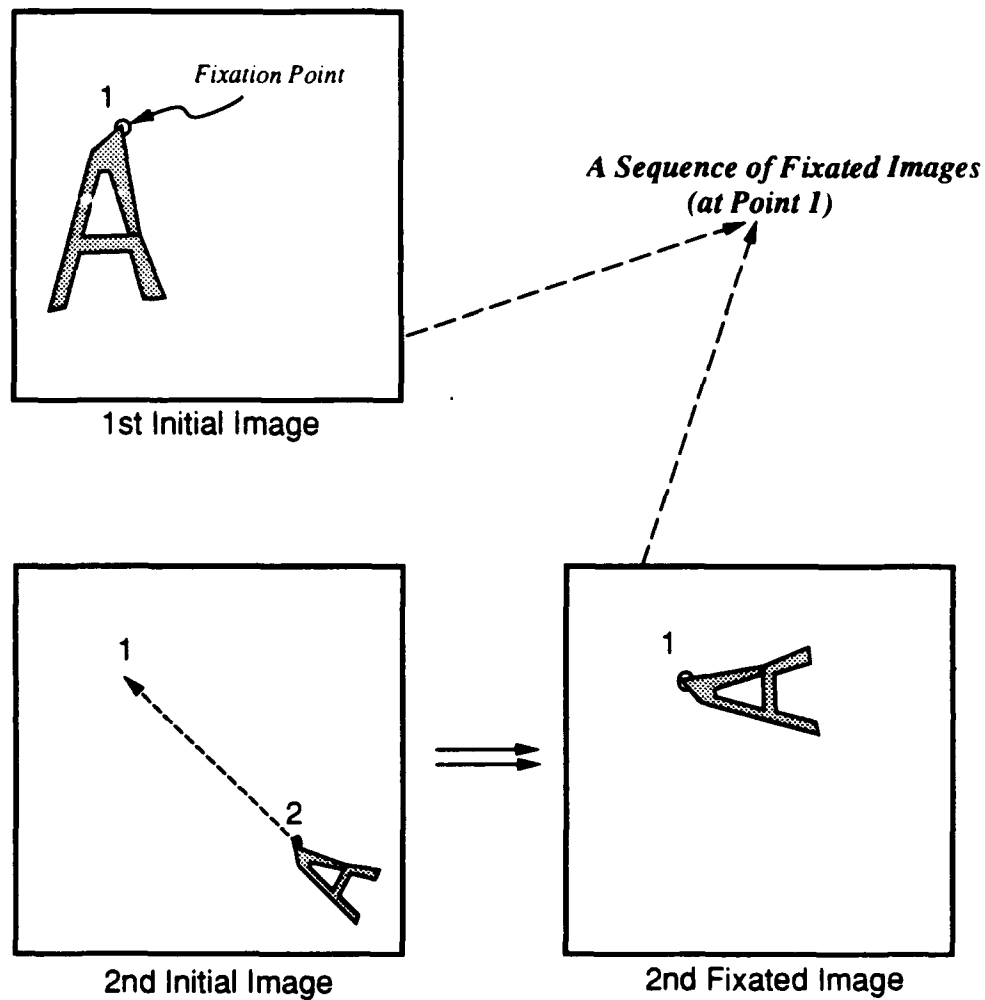 Fixation Point
1
A
A Sequence of Fixated Images
(at Point 1)
1st Initial Image
1
2
A
2nd Initial Image
1
A
2nd Fixated Image